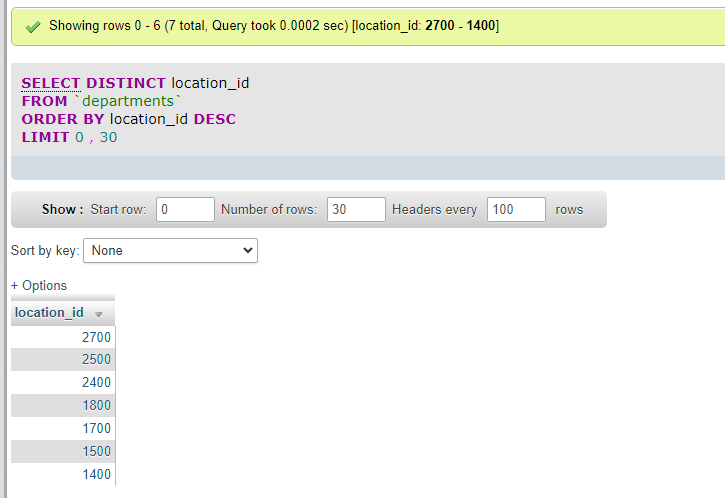 Showing rows 0 - 6 (7 total, Query took 0.0002 sec) [location_id: 2700 - 1400]
SELECT DISTINCT location_id
FROM `departments`
ORDER BY location_id DESC
LIMIT 0 , 30
Show : Start row: 0 Number of rows: 30 Headers every 100 rows
Sort by key: None
+ Options
location_id
2700
2500
2400
1800
1700
1500
1400